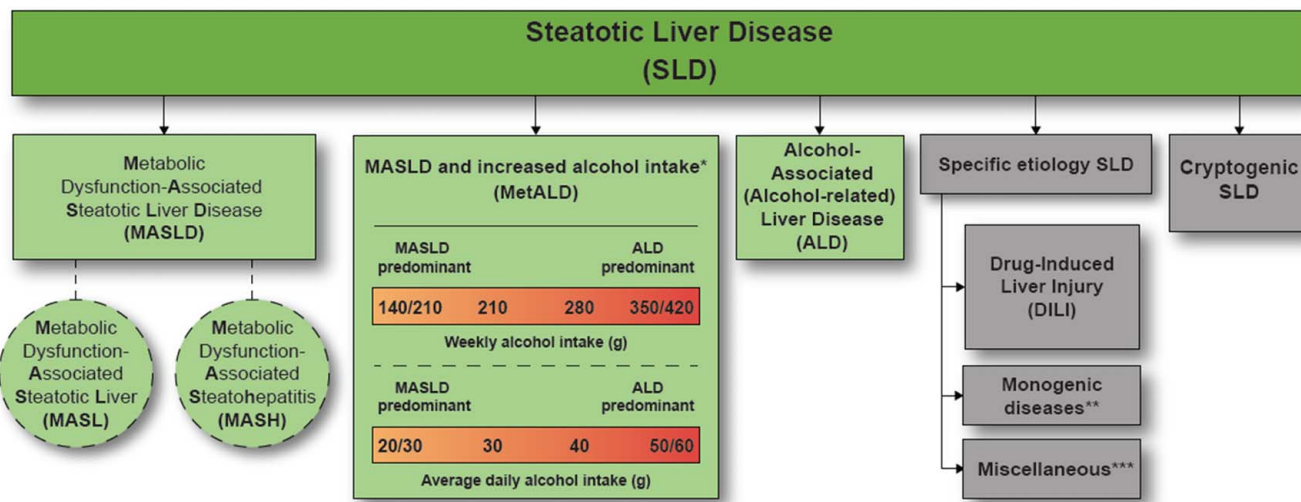 Steatotic Liver Disease
(SLD)
Metabolic
Dysfunction-Associated
Steatotic Liver Disease
(MASLD)
Metabolic
Dysfunction-
Associated
Steatotic Liver
(MASL)
Metabolic
Dysfunction-
Associated
Steatohepatitis
(MASH)
MASLD and increased alcohol intake*
(MetALD)
MASLD
predominant
ALD
predominant
140/210 210 280 350/420
Weekly alcohol intake (g)
MASLD
predominant
ALD
predominant
20/30 30 40 50/60
Average daily alcohol intake (g)
Alcohol-
Associated
(Alcohol-related)
Liver Disease
(ALD)
Specific etiology SLD
Drug-Induced
Liver Injury
(DILI)
Monogenic
diseases**
Miscellaneous***
Cryptogenic
SLD